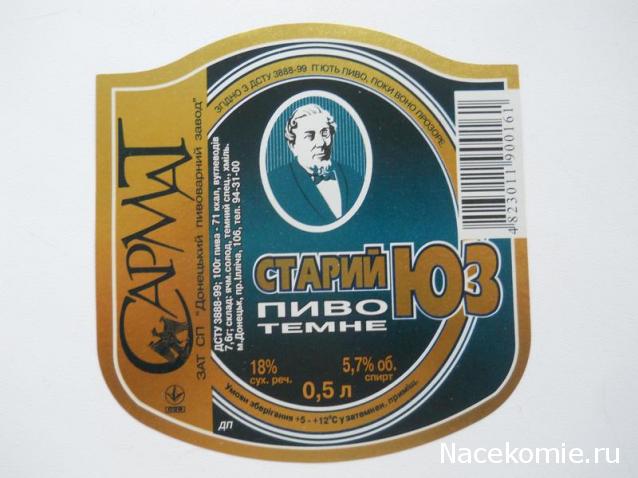 САРМАТ
ЗАТ СП "Донецький пивоварний завод"
ДСТУ 3888-99; 100г пива - 71 ккал, вуглеводів
7,6г; склад: ячм.солод, темний спец., хміль.
м.Донецьк, пр.Ілліча, 106, тел. 94-31-00
ЗГІДНО З ДСТУ 3888-99 П'ЮТЬ ПИВО, ПОКИ ВОНО ПРОЗОРЕ.
4823011900161
СТАРИЙ ЮЗ
ПИВО
ТЕМНЕ
18% сух. реч.
5,7% об. спирт
0,5 л
Умови зберігання +5 - +12°С у затемнен. приміщ.
ДП
Nacekomie.ru